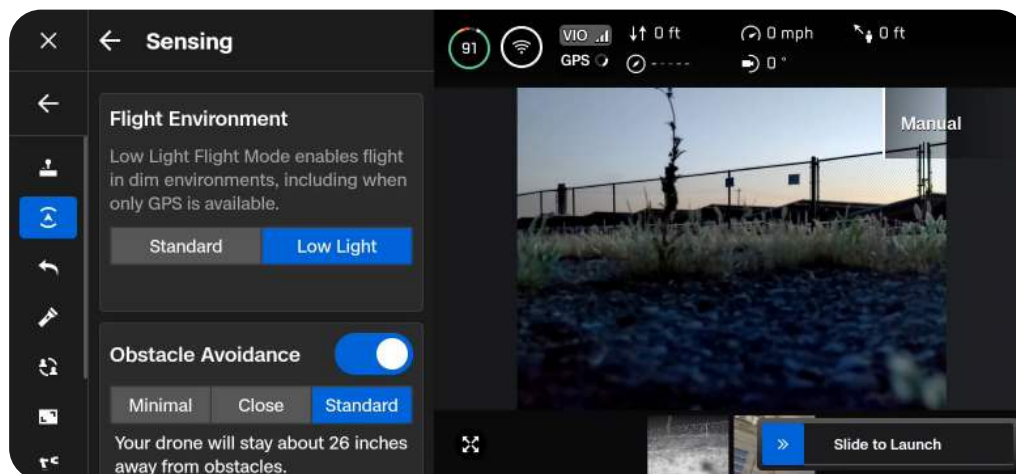 Sensing
Flight Environment
Low Light Flight Mode enables flight
in dim environments, including when
only GPS is available.
Standard
Low Light
Obstacle Avoidance
Minimal
Close
Standard
Your drone will stay about 26 inches
away from obstacles.
91
VIO
0 ft
0 mph
0 ft
GPS
-----
0 °
Manual
Slide to Launch